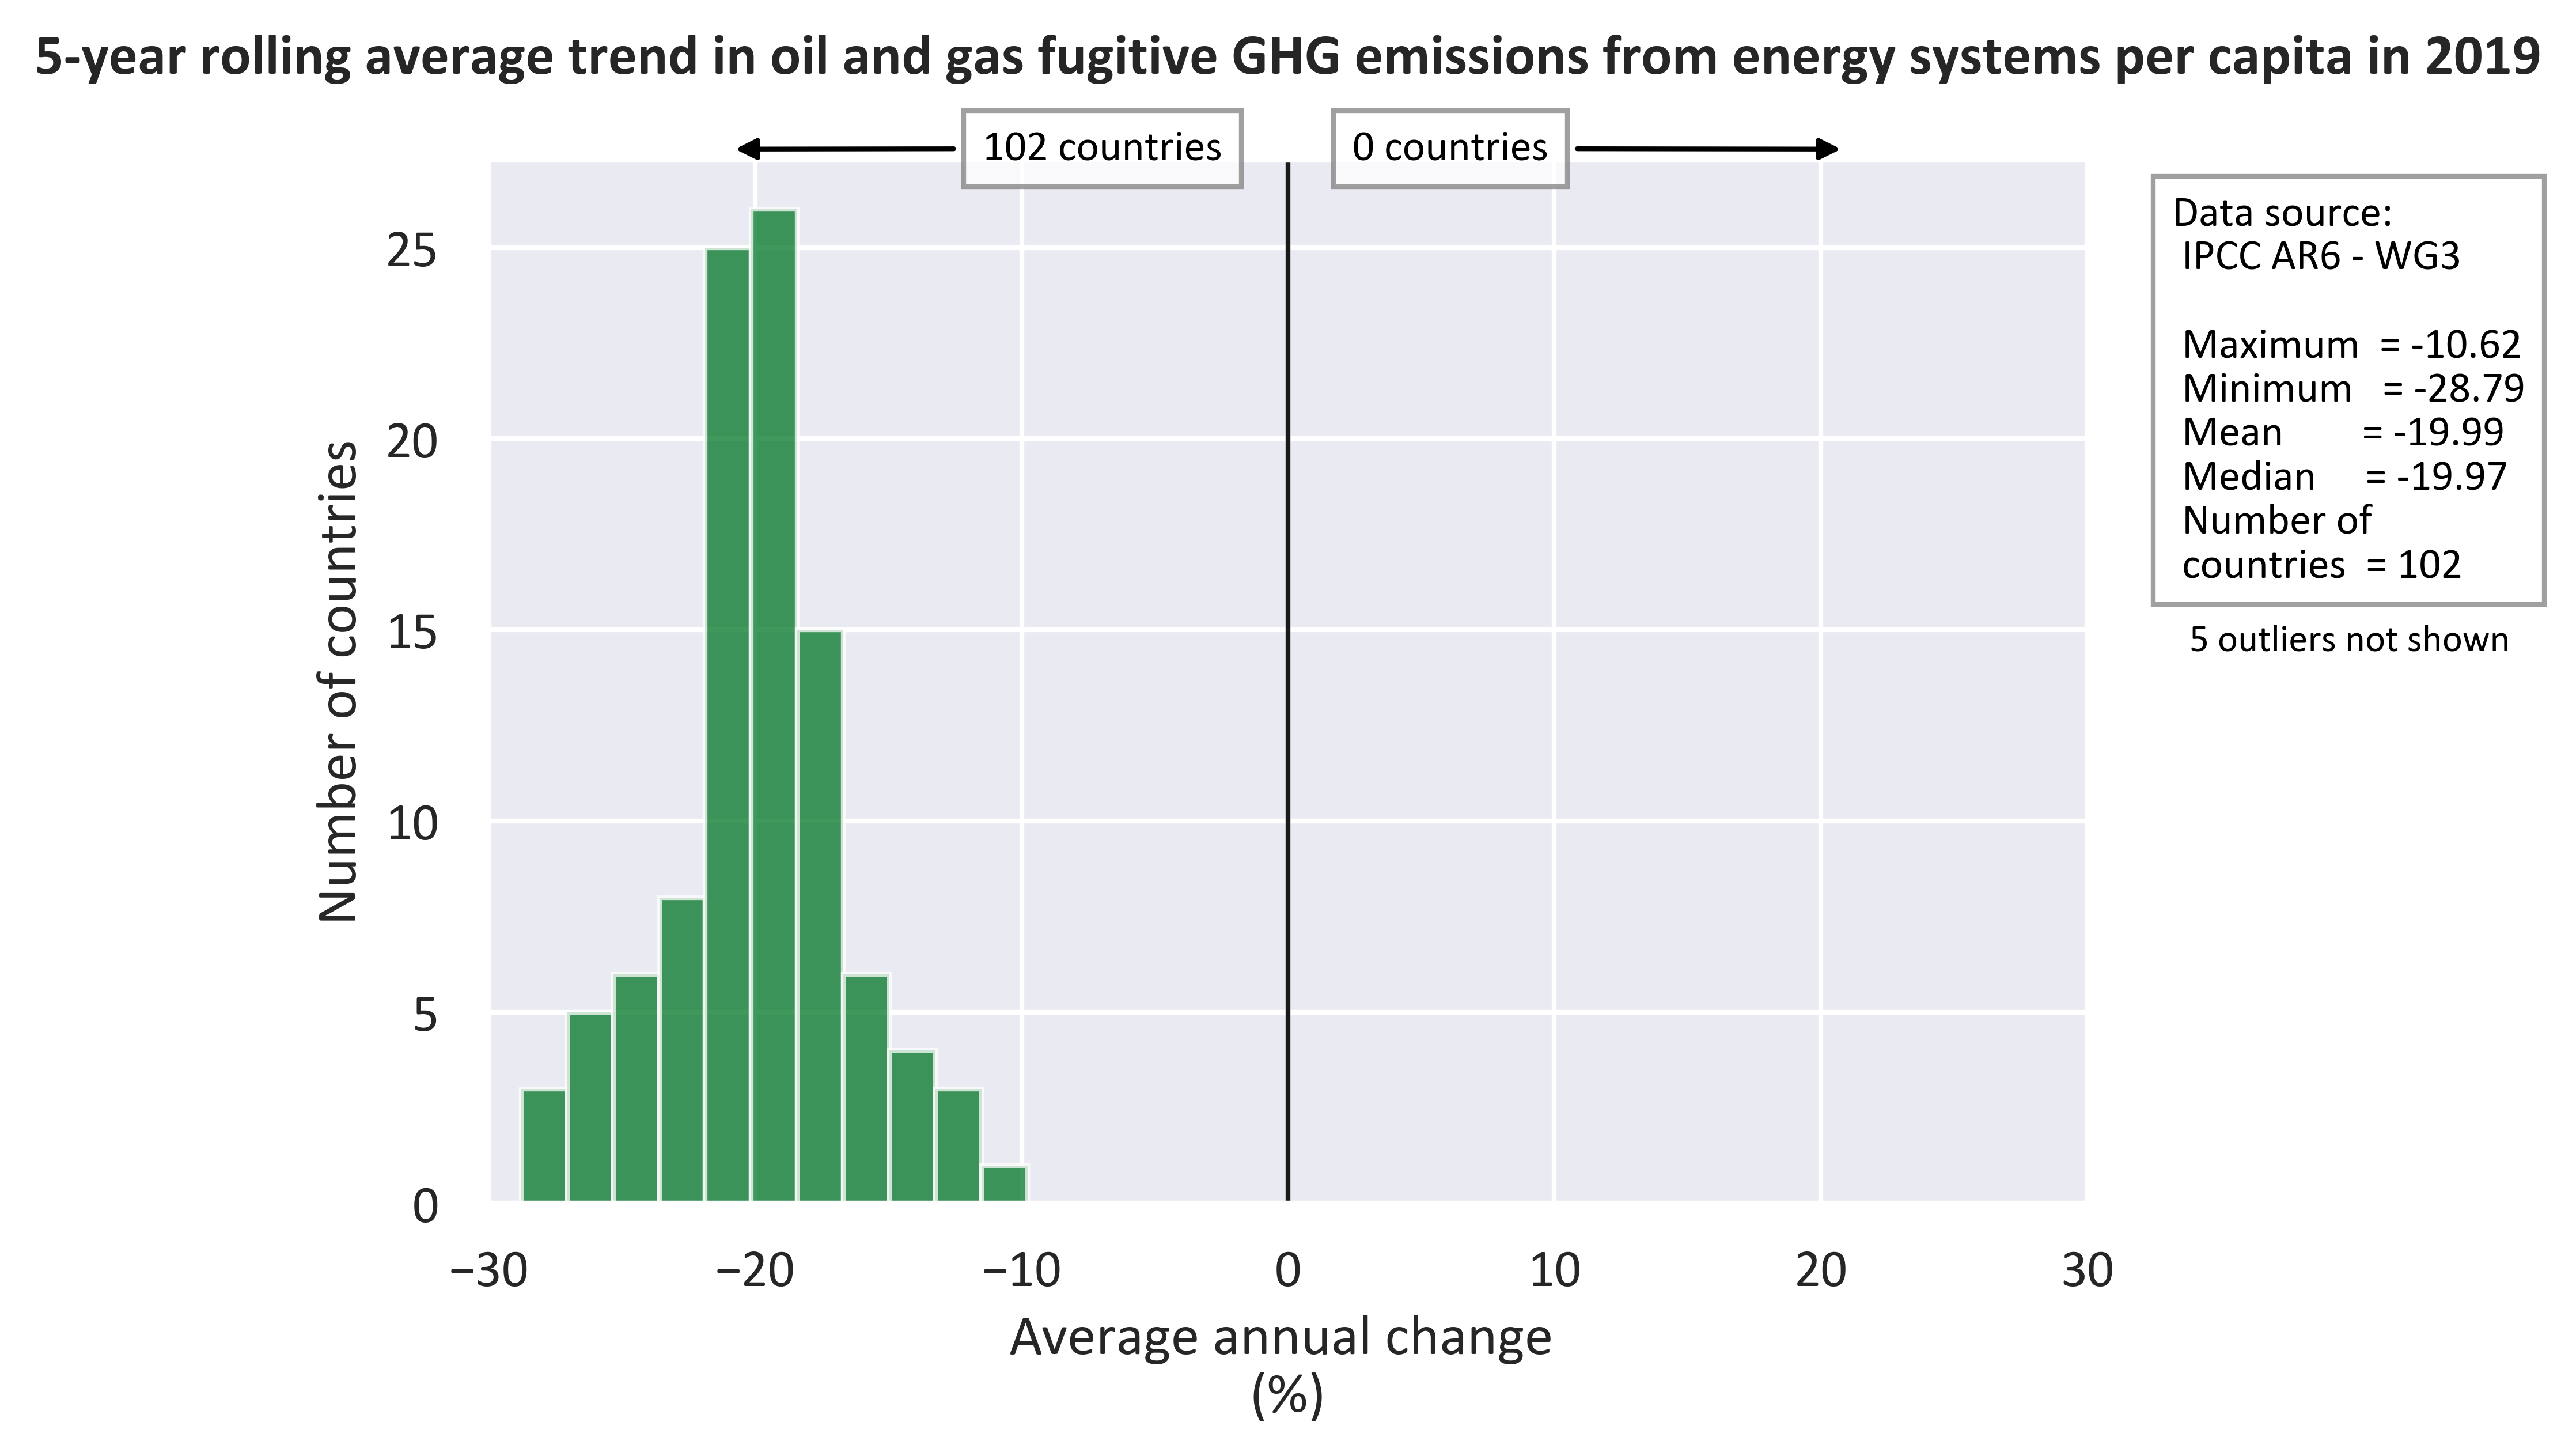 5-year rolling average trend in oil and gas fugitive GHG emissions from energy systems per capita in 2019
102 countries
0 countries
Data source:
IPCC AR6 - WG3
Maximum = -10.62
Minimum = -28.79
Mean = -19.99
Median = -19.97
Number of
countries = 102
5 outliers not shown
Number of countries
25
20
15
10
5
0
−30 −20 −10 0 10 20 30
Average annual change
(%)